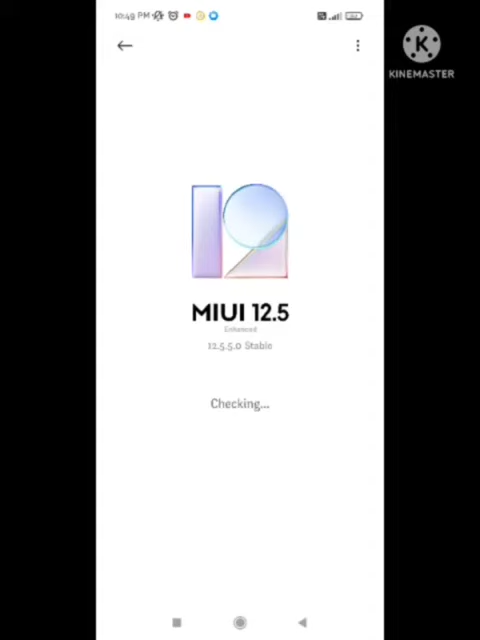 10:49 PM
KINEMASTER
MIUI 12.5
Enhanced
12.5.5.0 Stable
Checking...